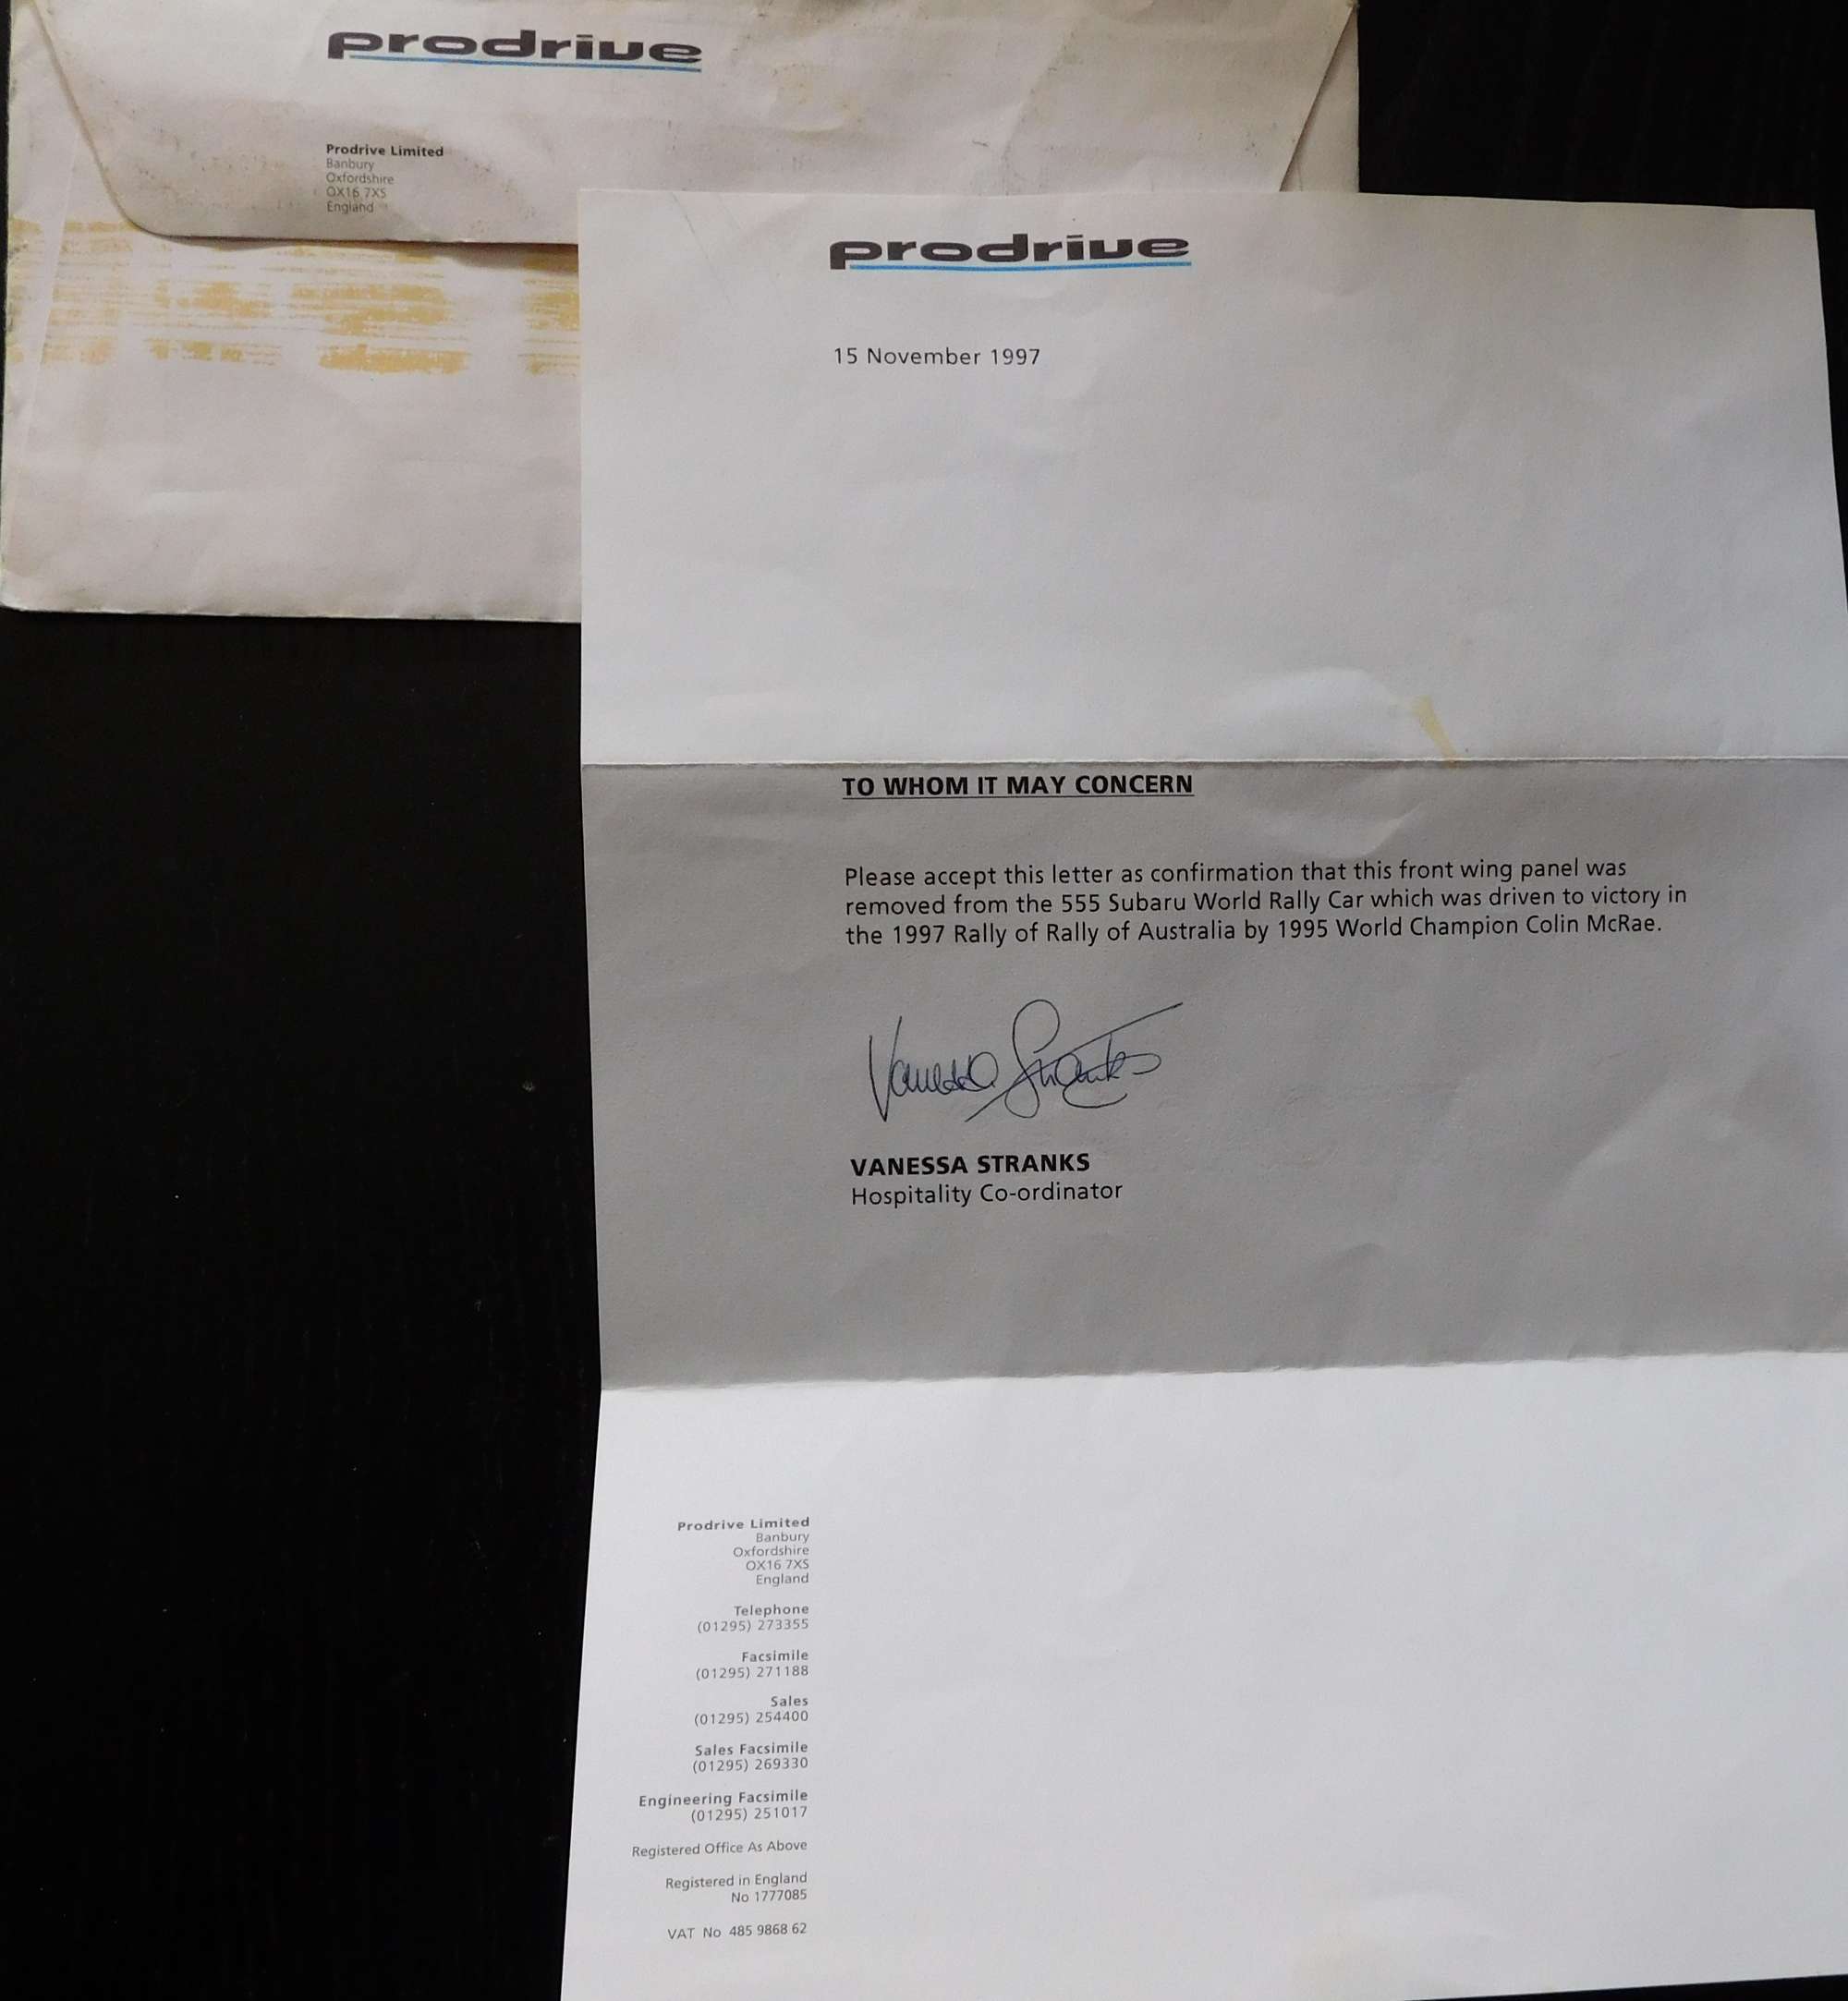 prodrive
Prodrive Limited
Banbury
Oxfordshire
OX16 7XS
England
prodrive
15 November 1997
TO WHOM IT MAY CONCERN
Please accept this letter as confirmation that this front wing panel was
removed from the 555 Subaru World Rally Car which was driven to victory in
the 1997 Rally of Rally of Australia by 1995 World Champion Colin McRae.
Vanessa Stranks
VANESSA STRANKS
Hospitality Co-ordinator
Prodrive Limited
Banbury
Oxfordshire
OX16 7XS
England
Telephone
(01295) 273355
Facsimile
(01295) 271188
Sales
(01295) 254400
Sales Facsimile
(01295) 269330
Engineering Facsimile
(01295) 251017
Registered Office As Above
Registered in England
No 1777085
VAT No 485 9868 62